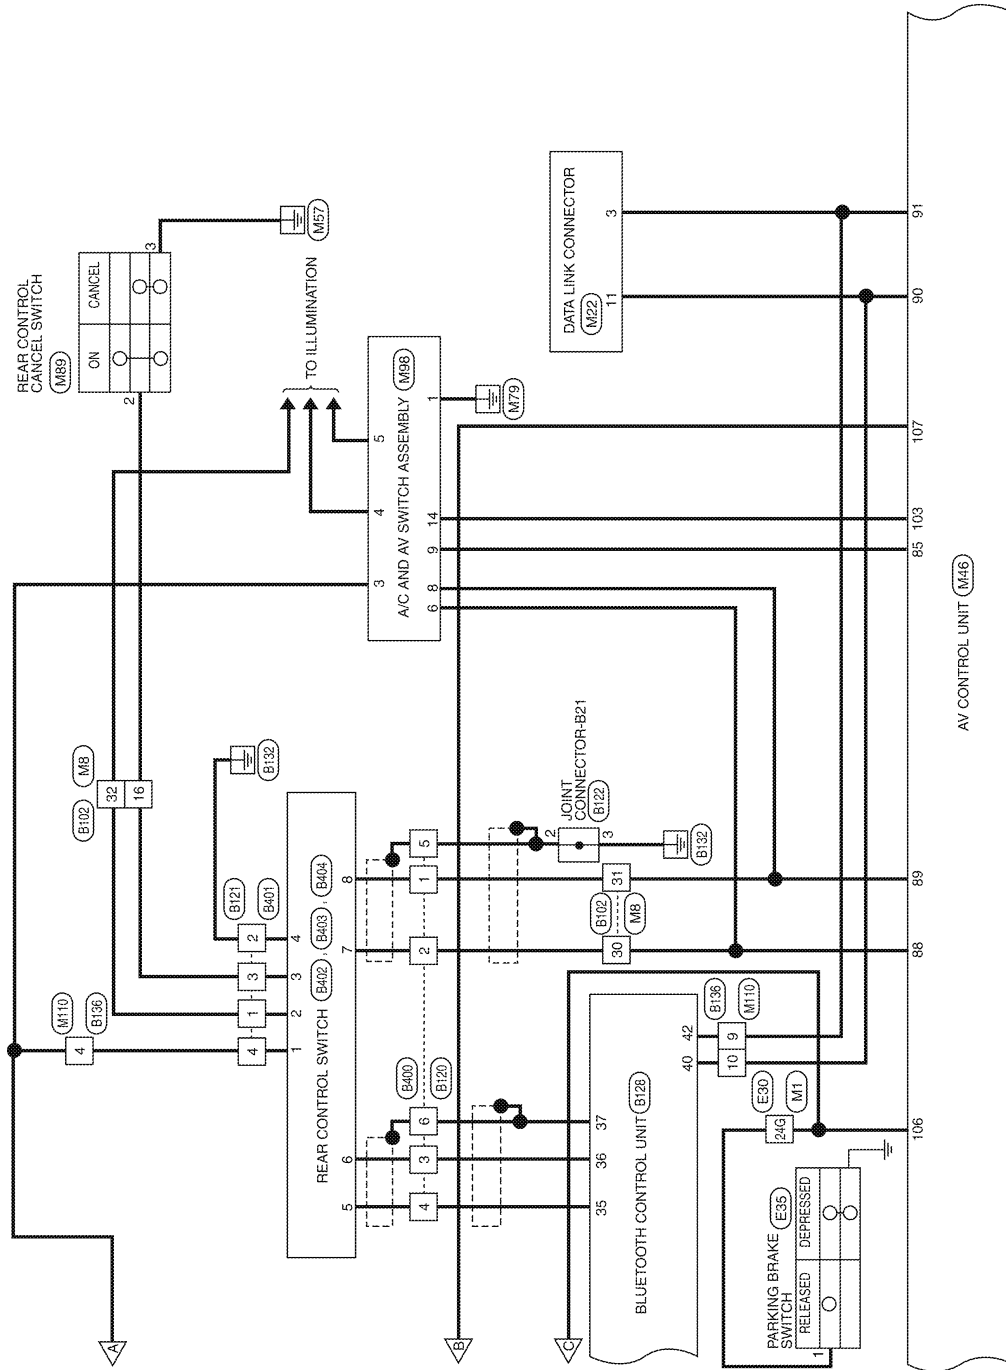 A
B
C
M110
B136
4
B102
M8
32
16
B121
B401
4
1
3
2
B132
1
2
3
4
REAR CONTROL SWITCH B402 , B403 , B404
5
6
7
8
B400
B120
4
3
6
2
1
5
JOINT
CONNECTOR-B21
B122
2
3
B132
B102
M8
30
31
35
36
37
BLUETOOTH CONTROL UNIT B128
40
42
B136
M110
10
9
E30
M1
24G
PARKING BRAKE
SWITCH
E35
RELEASED
DEPRESSED
1
REAR CONTROL
CANCEL SWITCH
M89
ON
CANCEL
2
3
M57
TO ILLUMINATION
3
4
5
A/C AND AV SWITCH ASSEMBLY M98
6
8
9
14
1
M79
DATA LINK CONNECTOR
M22
11
3
106
88
89
85
103
107
90
91
AV CONTROL UNIT M46